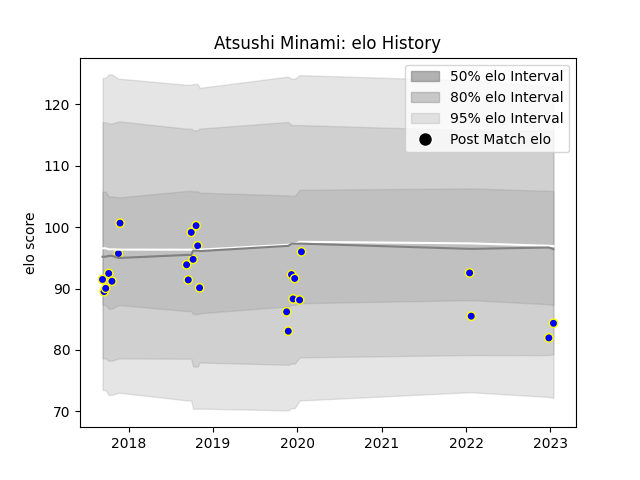 Atsushi Minami: elo History
50% elo Interval
80% elo Interval
95% elo Interval
Post Match elo
elo score
120
110
100
90
80
70
2018 2019 2020 2021 2022 2023